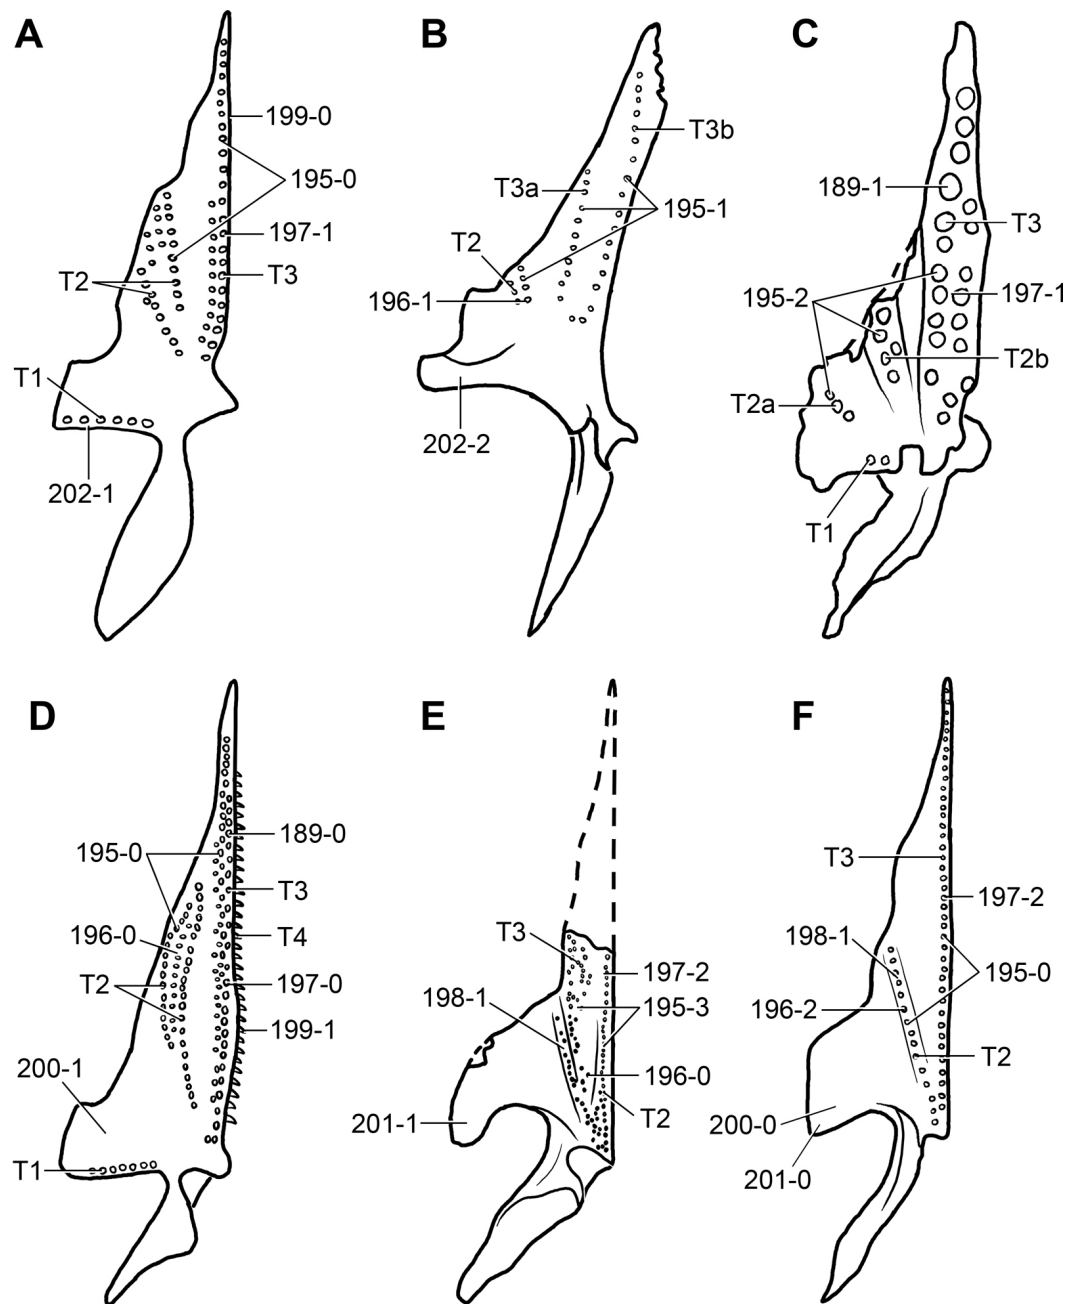 A
199-0
195-0
197-1
T2
T3
T1
202-1
B
T3b
T3a
195-1
T2
196-1
202-2
C
189-1
T3
195-2
197-1
T2b
T2a
T1
D
189-0
195-0
T3
196-0
T4
T2
197-0
199-1
200-1
T1
E
T3
197-2
198-1
195-3
196-0
T2
201-1
F
T3
197-2
198-1
195-0
196-2
T2
200-0
201-0